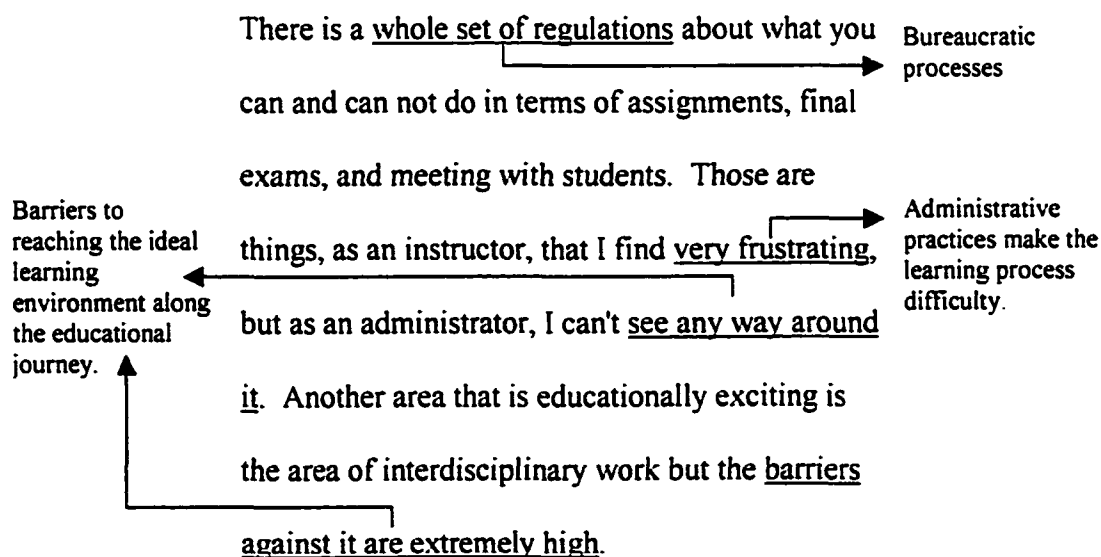 There is a whole set of regulations about what you
can and can not do in terms of assignments, final
exams, and meeting with students. Those are
things, as an instructor, that I find very frustrating,
but as an administrator, I can't see any way around
it. Another area that is educationally exciting is
the area of interdisciplinary work but the barriers
against it are extremely high.
Bureaucratic
processes
Administrative
practices make the
learning process
difficulty.
Barriers to
reaching the ideal
learning
environment along
the educational
journey.